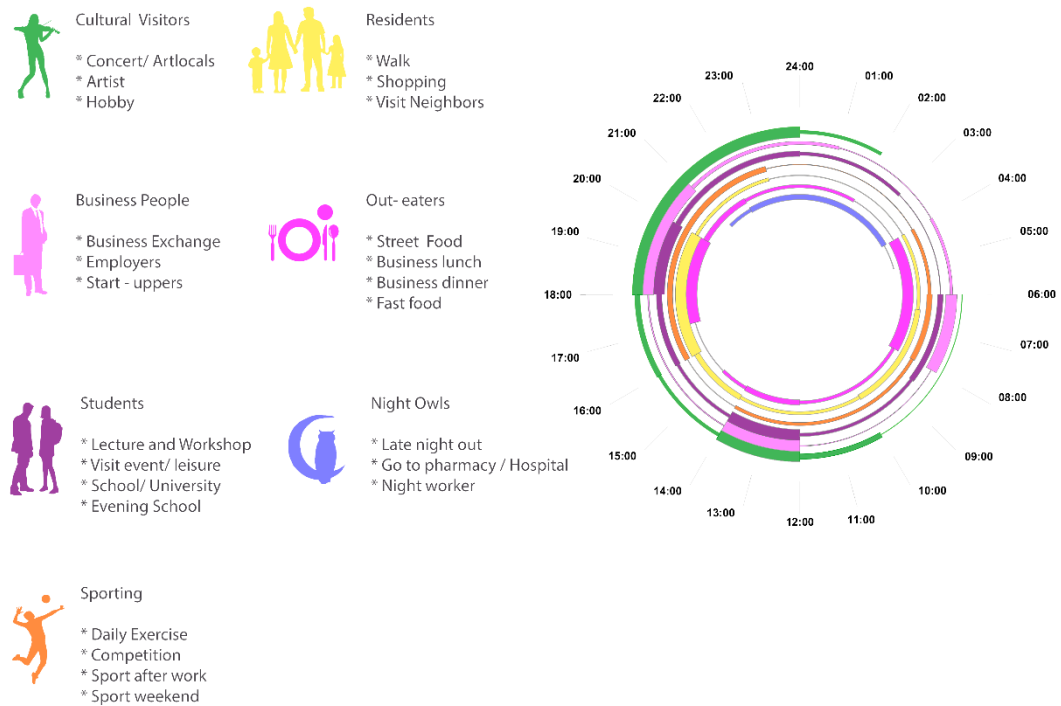 Cultural Visitors
* Concert/ Artlocals
* Artist
* Hobby
Residents
* Walk
* Shopping
* Visit Neighbors
Business People
* Business Exchange
* Employers
* Start - uppers
Out- eaters
* Street Food
* Business lunch
* Business dinner
* Fast food
Students
* Lecture and Workshop
* Visit event/ leisure
* School/ University
* Evening School
Night Owls
* Late night out
* Go to pharmacy / Hospital
* Night worker
Sporting
* Daily Exercise
* Competition
* Sport after work
* Sport weekend
24:00
01:00
02:00
03:00
04:00
05:00
06:00
07:00
08:00
09:00
10:00
11:00
12:00
13:00
14:00
15:00
16:00
17:00
18:00
19:00
20:00
21:00
22:00
23:00